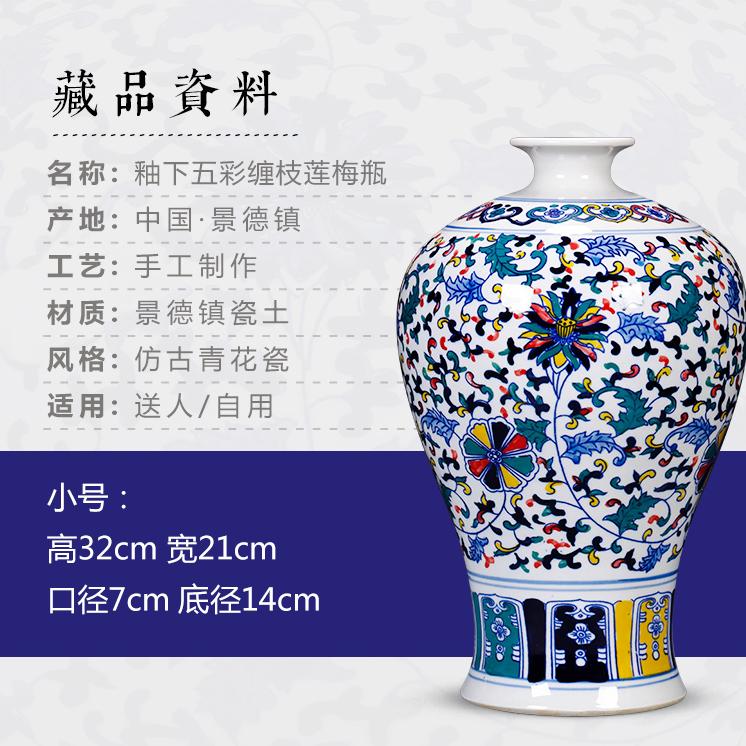 藏品資料
名称：釉下五彩缠枝莲梅瓶
产地：中国·景德镇
工艺：手工制作
材质：景德镇瓷土
风格：仿古青花瓷
适用：送人/自用
小号：
高32cm 宽21cm
口径7cm 底径14cm